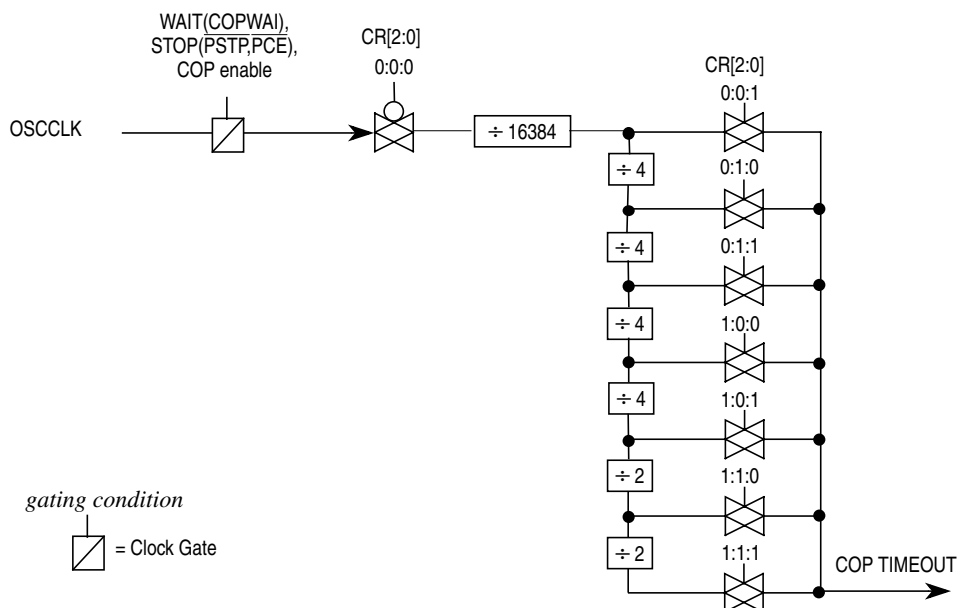 WAIT(COPWAI),
STOP(PSTP,PCE),
COP enable
CR[2:0]
0:0:0
CR[2:0]
0:0:1
OSCCLK
÷ 16384
÷ 4
0:1:0
÷ 4
0:1:1
÷ 4
1:0:0
÷ 4
1:0:1
÷ 2
1:1:0
÷ 2
1:1:1
gating condition
= Clock Gate
COP TIMEOUT